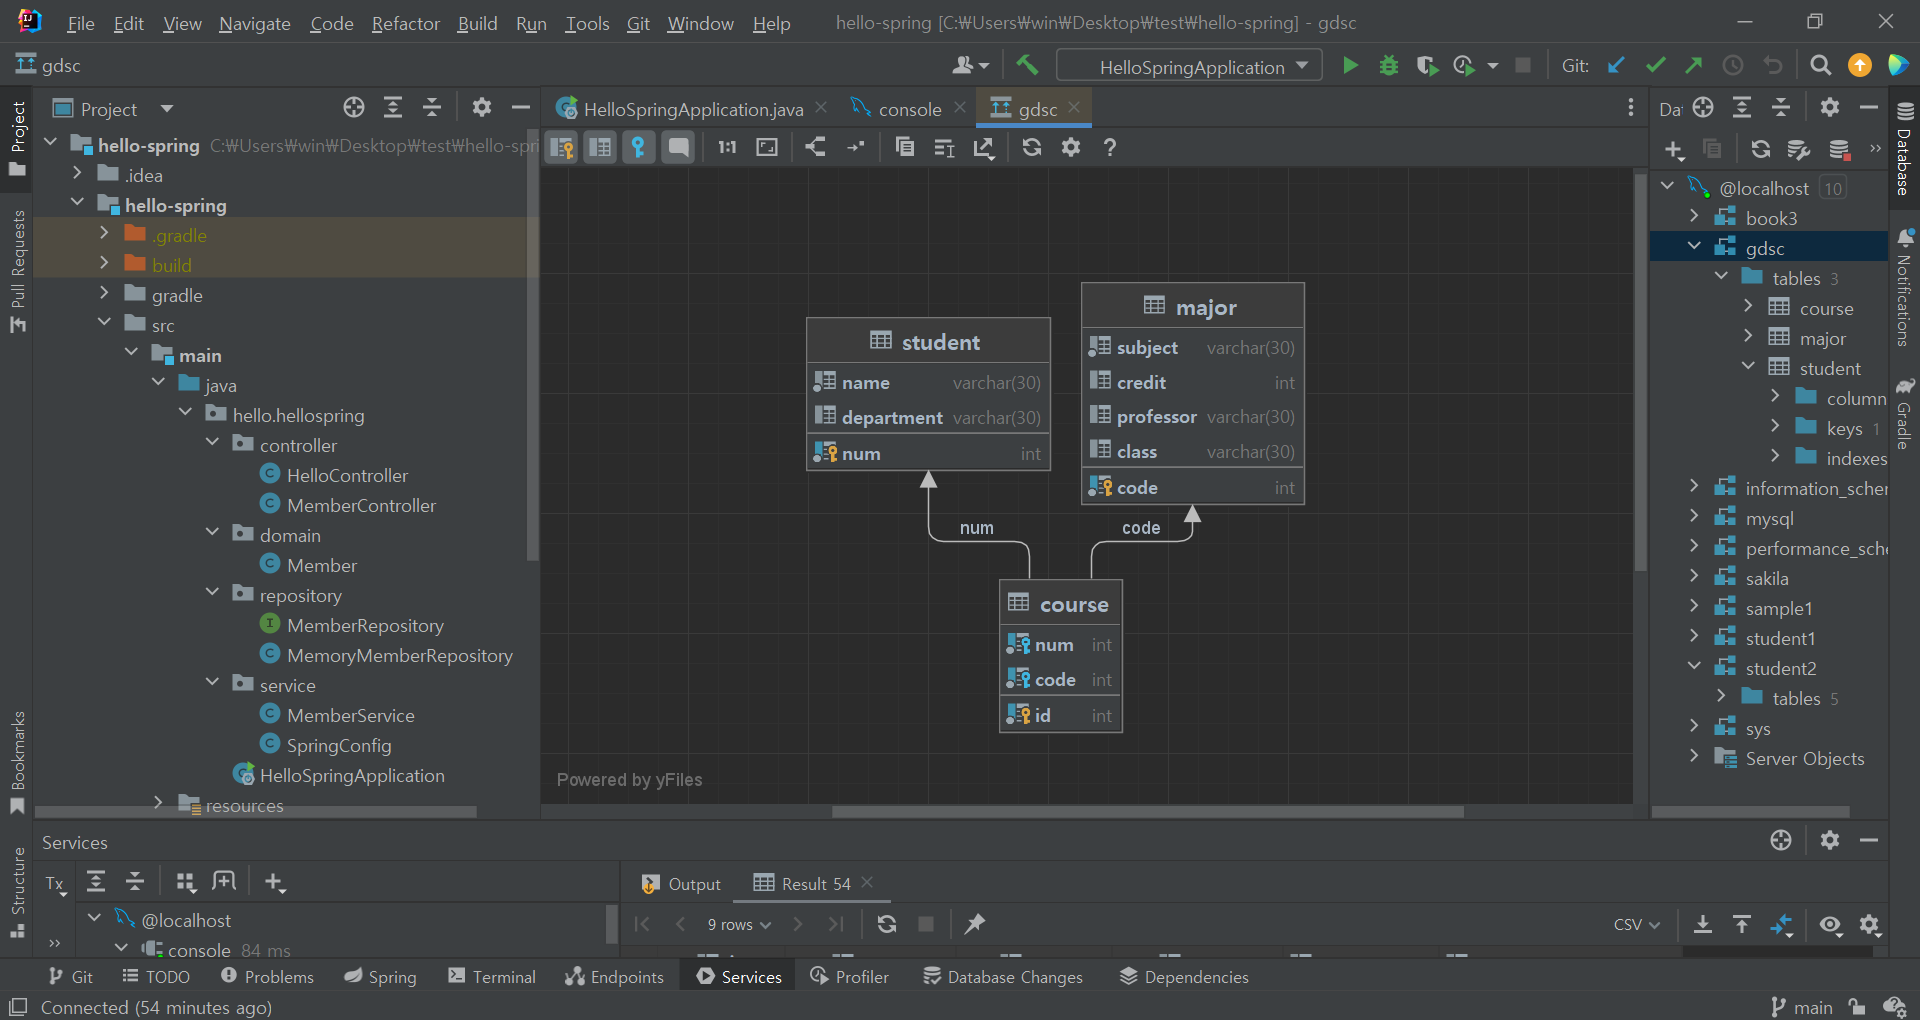 File Edit View Navigate Code Refactor Build Run Tools Git Window Help hello-spring [C:₩Users₩win₩Desktop₩test₩hello-spring] - gdsc
gdsc HelloSpringApplication Git:
Project
Pull Requests
Bookmarks
Structure
Project
hello-spring C:₩Users₩win₩Desktop₩test₩hello-spri
.idea
hello-spring
.gradle
build
gradle
src
main
java
hello.hellospring
controller
HelloController
MemberController
domain
Member
repository
MemberRepository
MemoryMemberRepository
service
MemberService
SpringConfig
HelloSpringApplication
resources
HelloSpringApplication.java console gdsc
1:1 ?
student
name varchar(30)
department varchar(30)
num int
major
subject varchar(30)
credit int
professor varchar(30)
class varchar(30)
code int
num code
course
num int
code int
id int
Powered by yFiles
Da
@localhost 10
book3
gdsc
tables 3
course
major
student
column
keys 1
indexes
information_scher
mysql
performance_sche
sakila
sample1
student1
student2
tables 5
sys
Server Objects
Database
Notifications
Gradle
Services
Tx
@localhost
console 84 ms
Output Result 54
9 rows CSV
Git TODO Problems Spring Terminal Endpoints Services Profiler Database Changes Dependencies
Connected (54 minutes ago) main